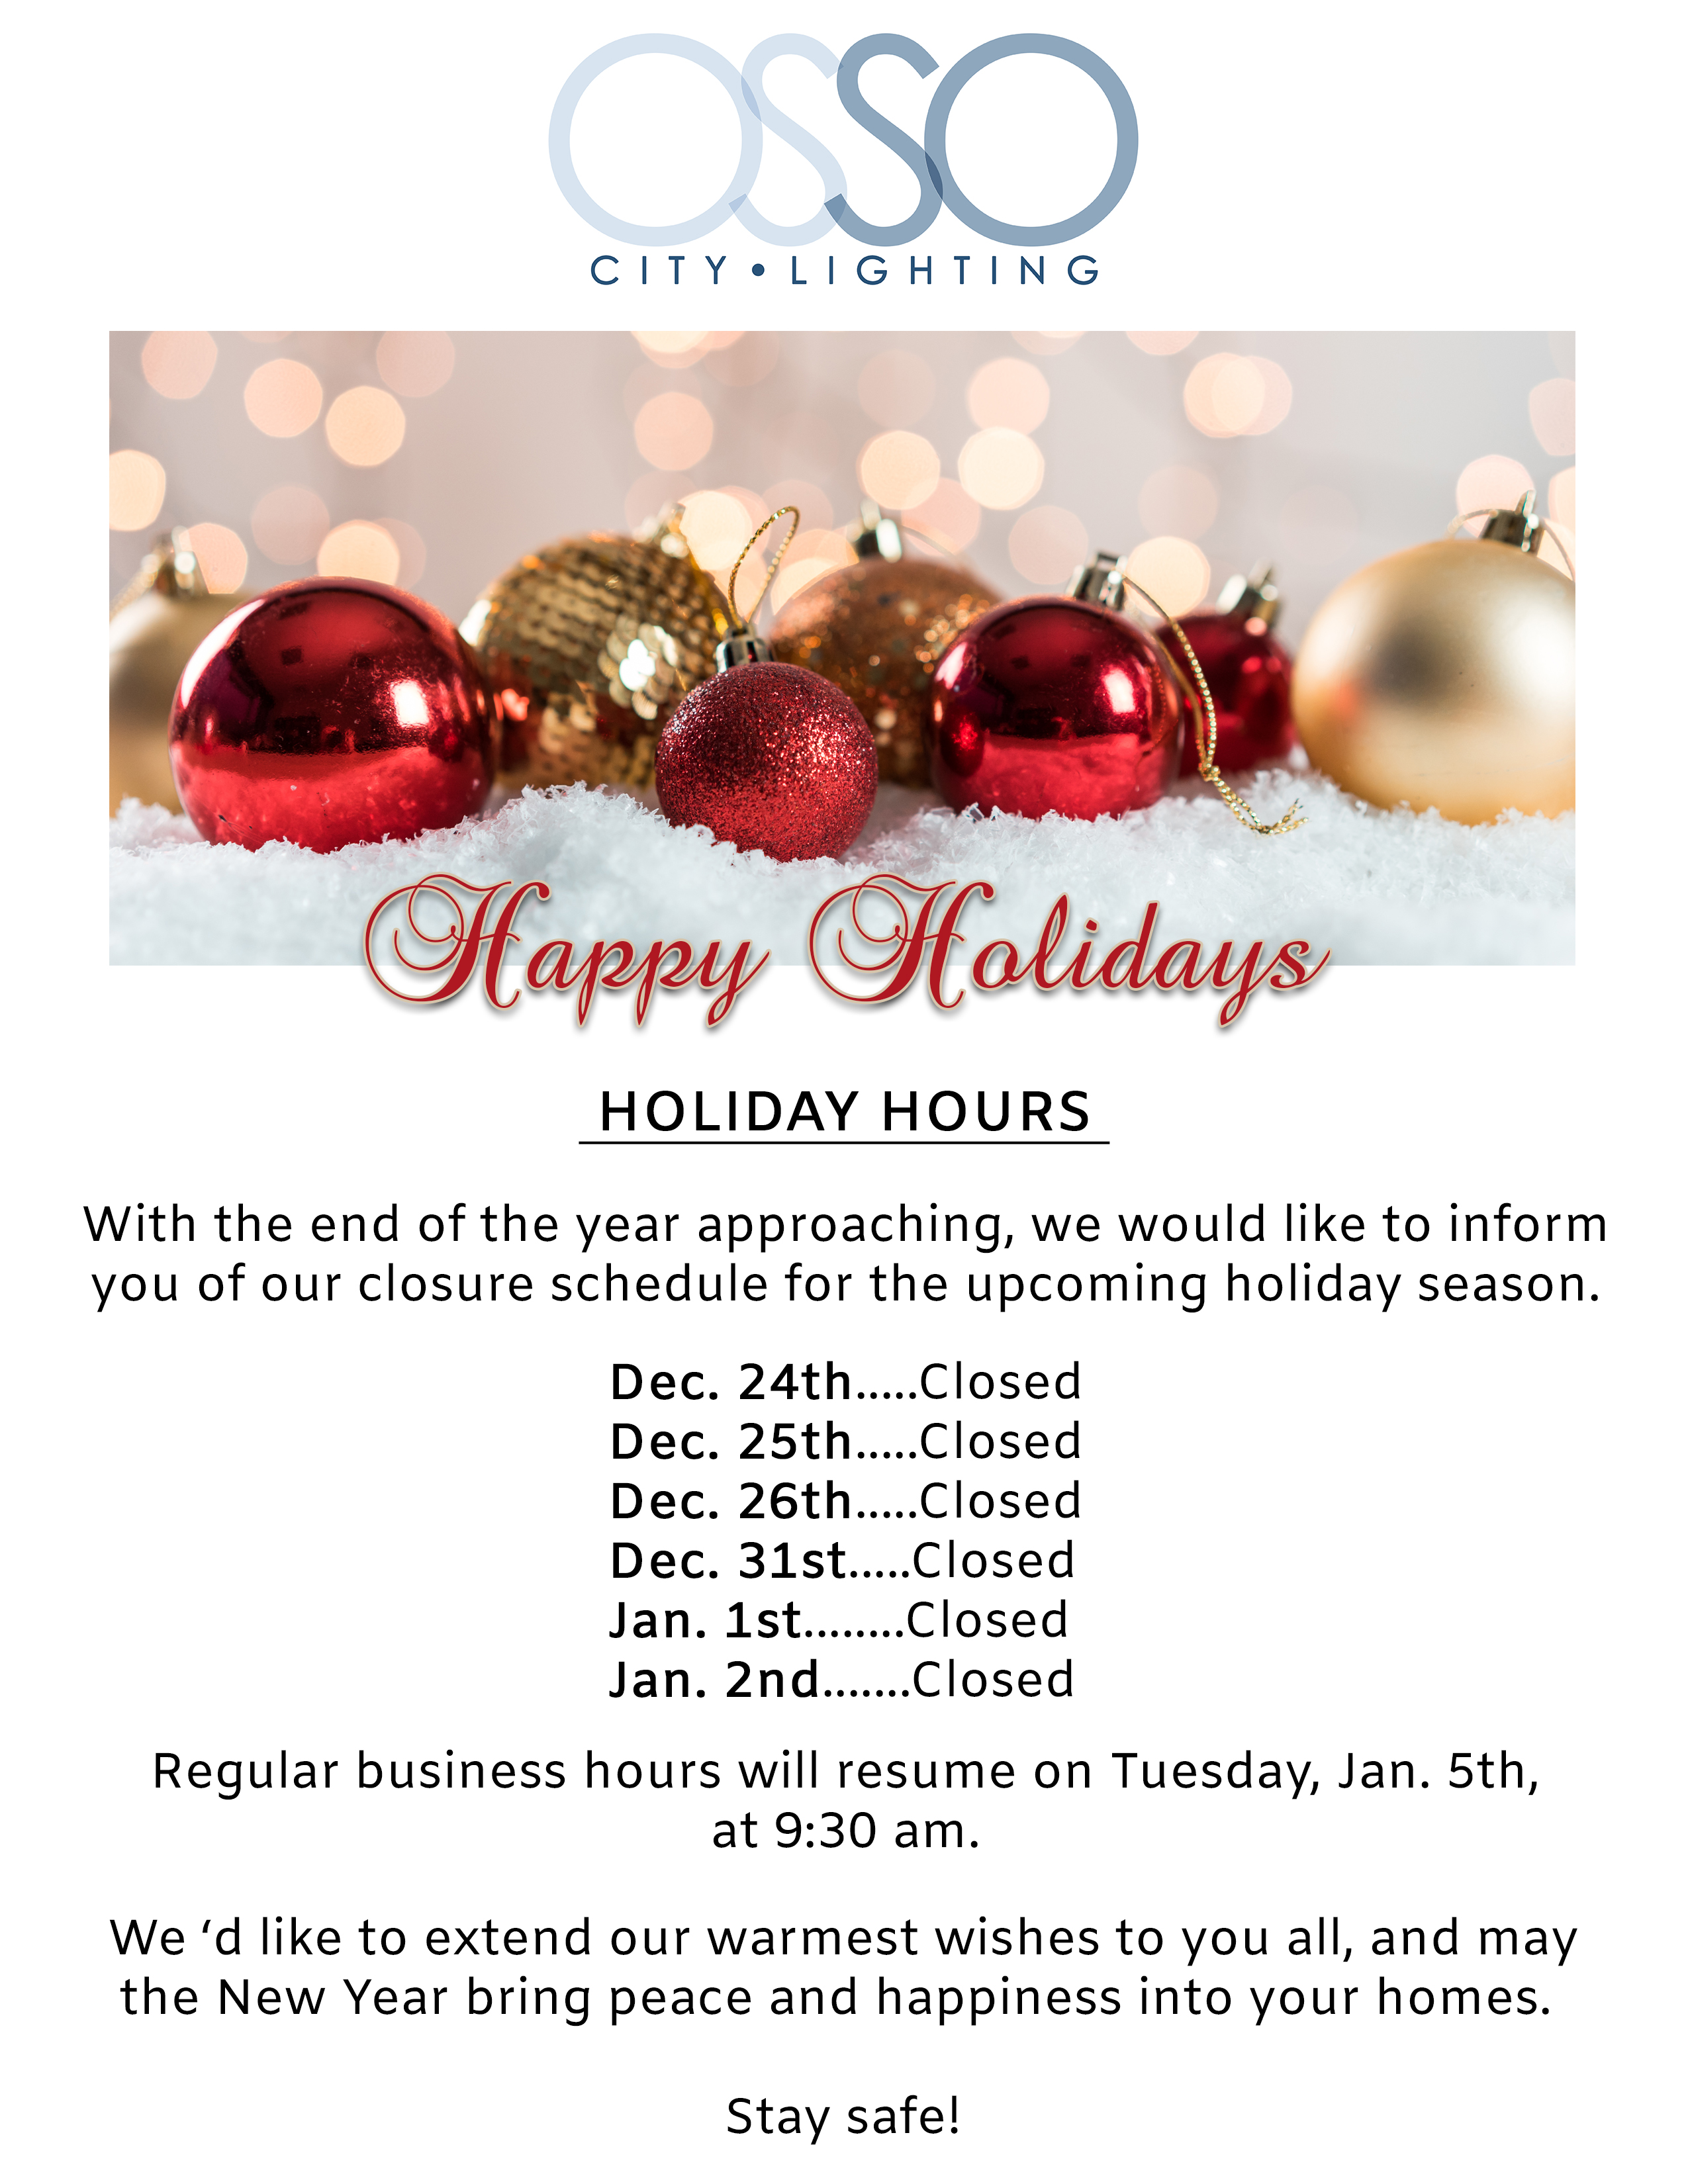 OSSO
CITY • LIGHTING
Happy Holidays
HOLIDAY HOURS
With the end of the year approaching, we would like to inform
you of our closure schedule for the upcoming holiday season.
Dec. 24th.....Closed
Dec. 25th.....Closed
Dec. 26th.....Closed
Dec. 31st.....Closed
Jan. 1st........Closed
Jan. 2nd.......Closed
Regular business hours will resume on Tuesday, Jan. 5th,
at 9:30 am.
We ‘d like to extend our warmest wishes to you all, and may
the New Year bring peace and happiness into your homes.
Stay safe!